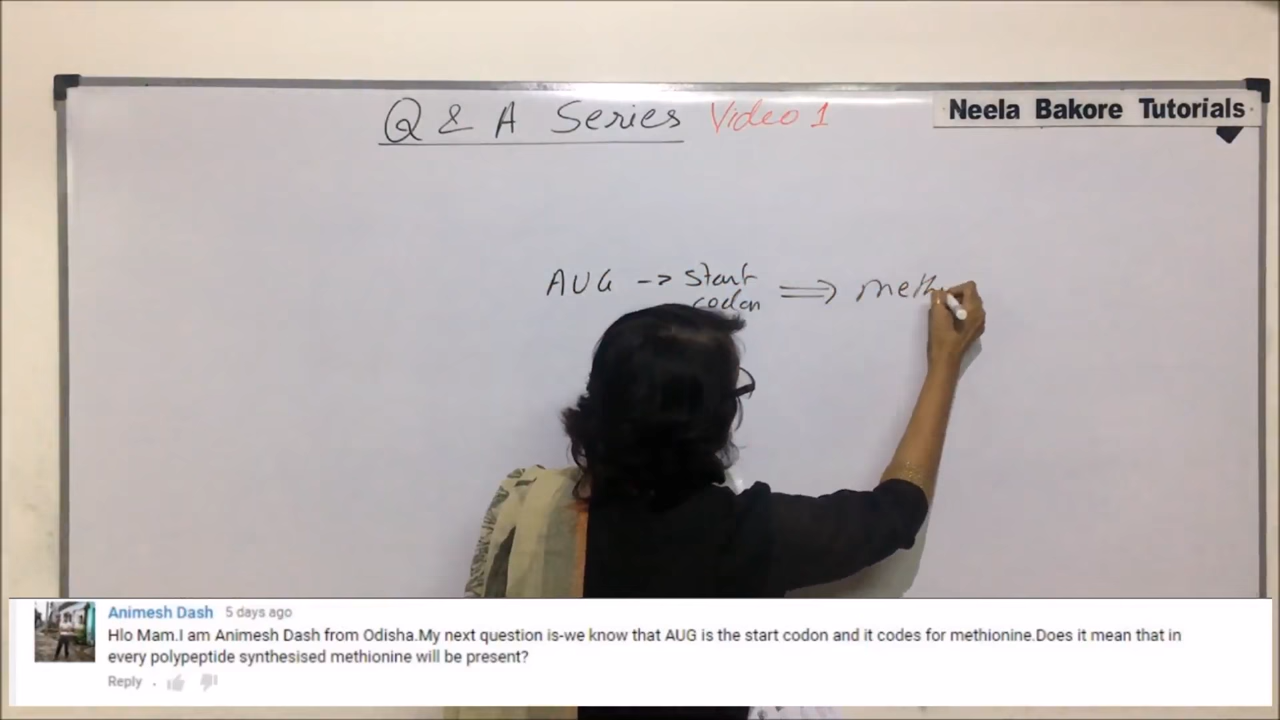 Q & A Series Video 1
Neela Bakore Tutorials
AUG -> start codon => meth
Animesh Dash 5 days ago
Hlo Mam.I am Animesh Dash from Odisha.My next question is-we know that AUG is the start codon and it codes for methionine.Does it mean that in
every polypeptide synthesised methionine will be present?
Reply .